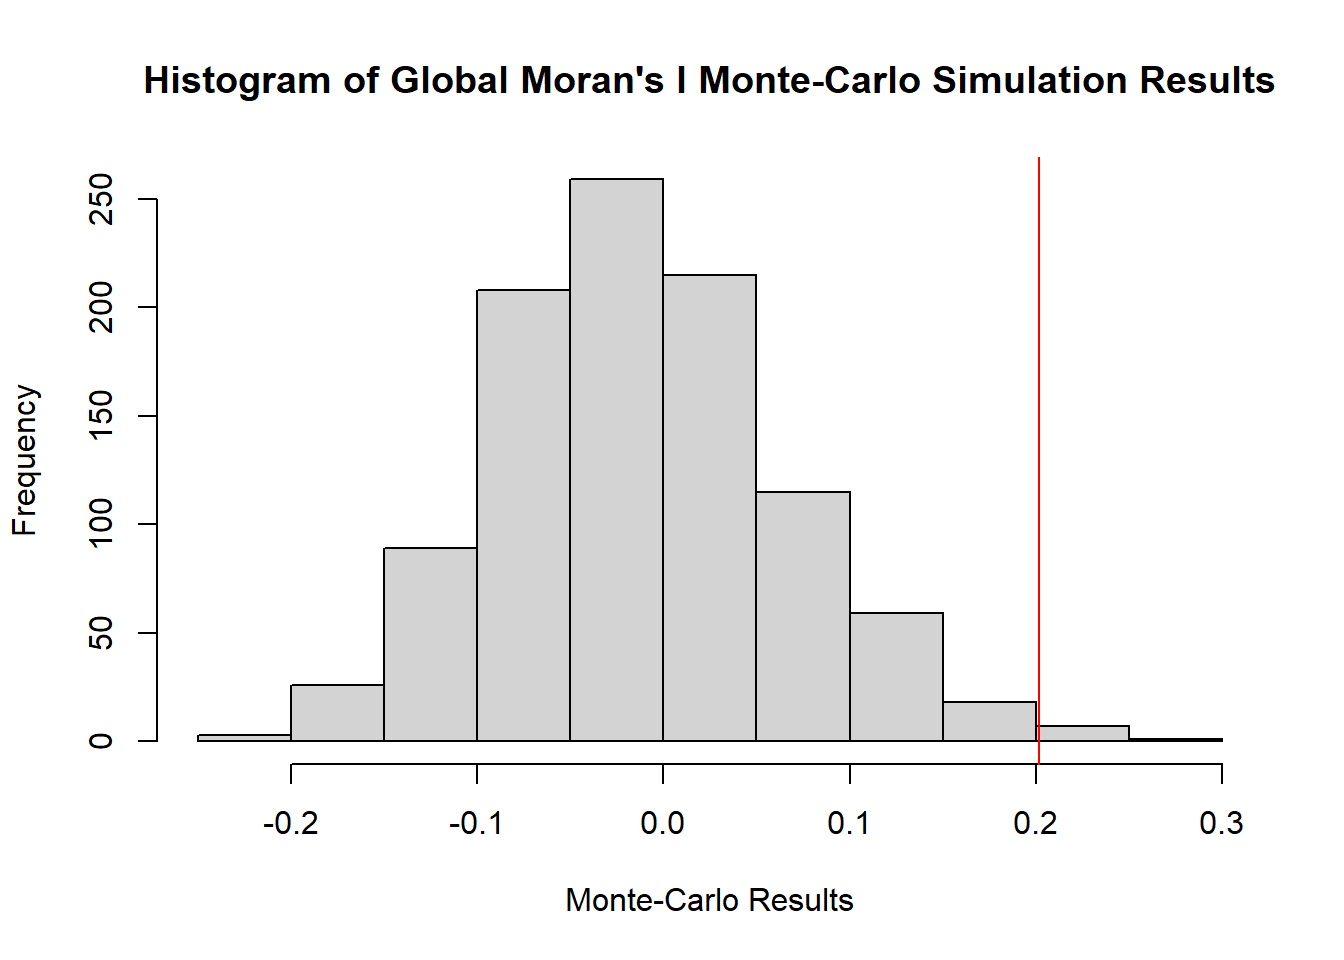 Histogram of Global Moran's I Monte-Carlo Simulation Results
Frequency
250
200
150
100
50
0
-0.2 -0.1 0.0 0.1 0.2 0.3
Monte-Carlo Results